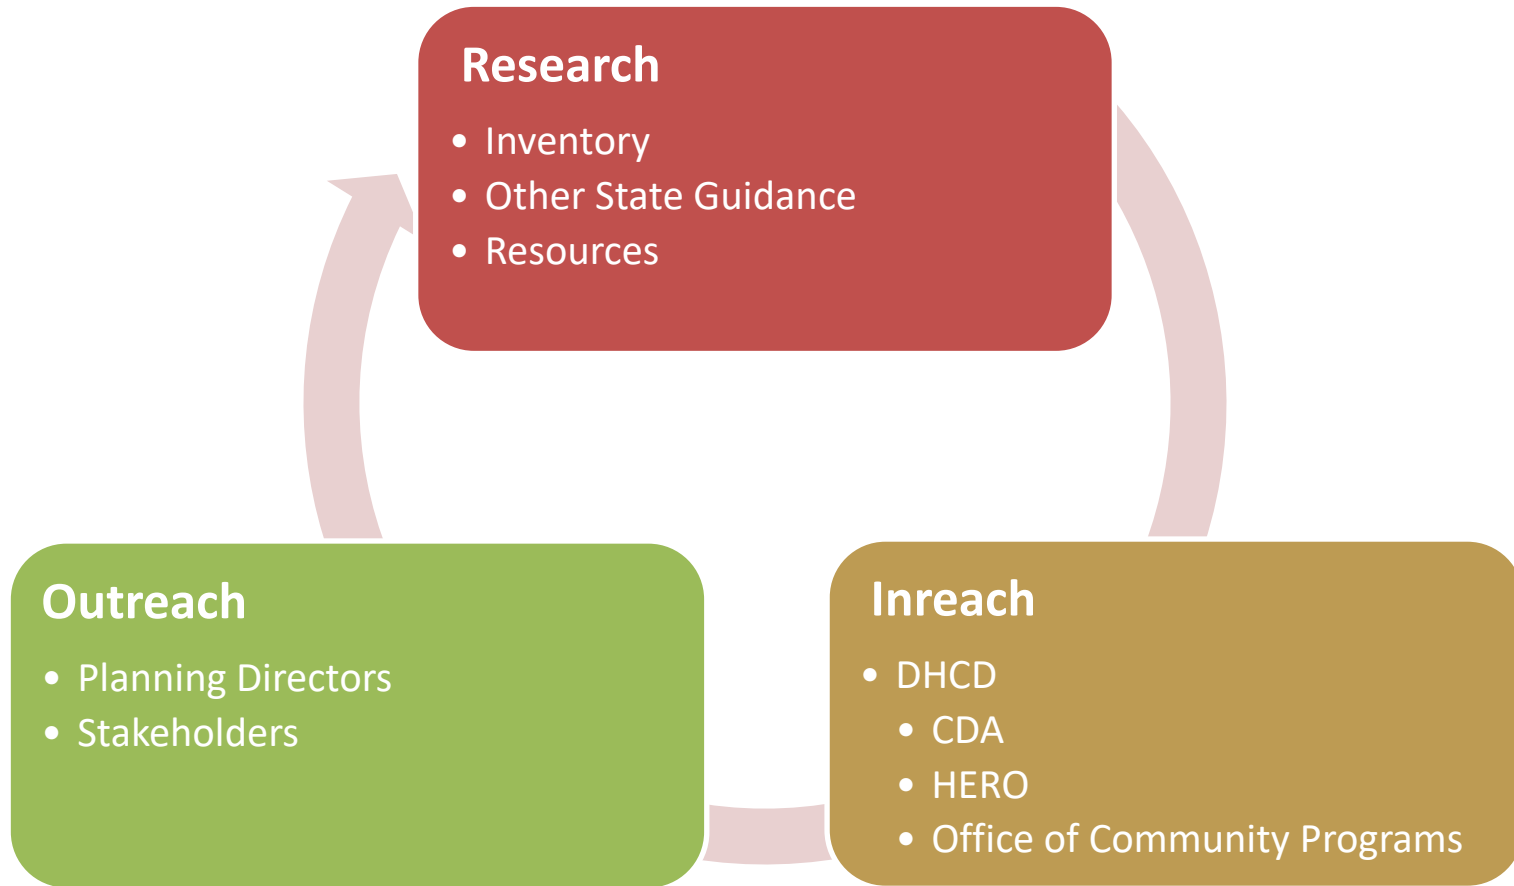 Research
• Inventory
• Other State Guidance
• Resources
Outreach
• Planning Directors
• Stakeholders
Inreach
• DHCD
• CDA
• HERO
• Office of Community Programs